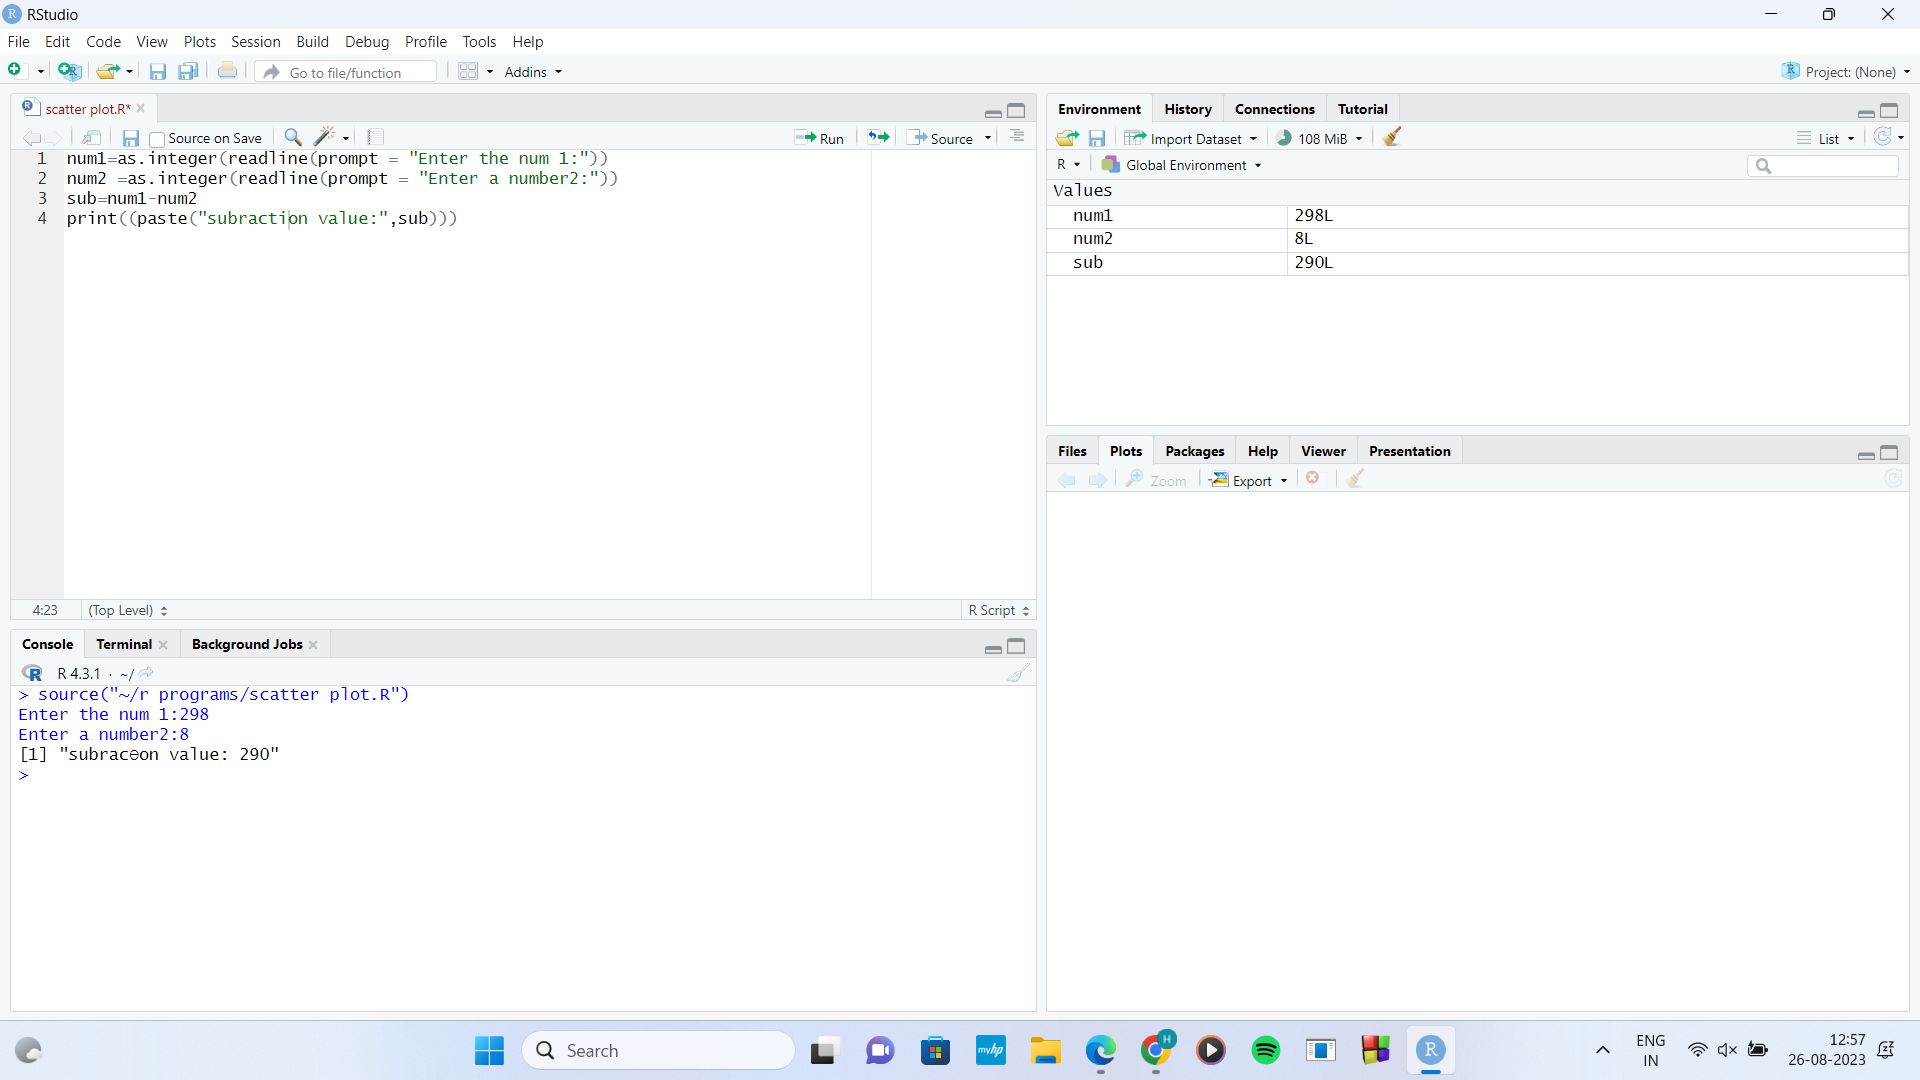 RStudio
File Edit Code View Plots Session Build Debug Profile Tools Help
Go to file/function Addins Project: (None)
scatter plot.R*
Source on Save Run Source
1 num1=as.integer(readline(prompt = "Enter the num 1:"))
2 num2 =as.integer(readline(prompt = "Enter a number2:"))
3 sub=num1-num2
4 print((paste("subraction value:",sub)))
4:23 (Top Level) R Script
Console Terminal Background Jobs
R 4.3.1 · ~/
> source("~/r programs/scatter plot.R")
Enter the num 1:298
Enter a number2:8
[1] "subracɵon value: 290"
>
Environment History Connections Tutorial
Import Dataset 108 MiB List
R Global Environment
Values
num1 298L
num2 8L
sub 290L
Files Plots Packages Help Viewer Presentation
Zoom Export
Search
myhp
H
R
ENG
IN
12:57
26-08-2023